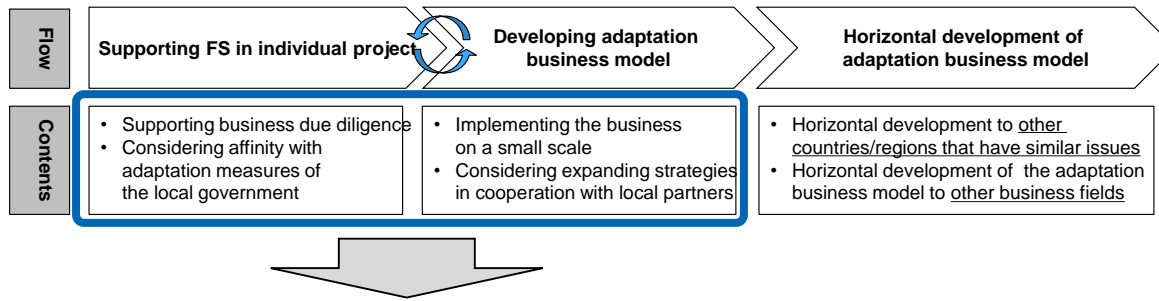 Flow
Supporting FS in individual project
Developing adaptation
business model
Horizontal development of
adaptation business model
Contents
• Supporting business due diligence
• Considering affinity with
adaptation measures of
the local government
• Implementing the business
on a small scale
• Considering expanding strategies
in cooperation with local partners
• Horizontal development to other
countries/regions that have similar issues
• Horizontal development of the adaptation
business model to other business fields